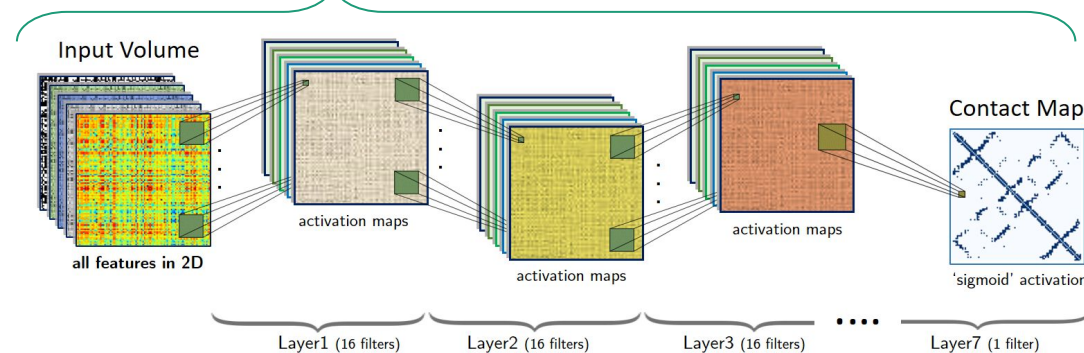 Input Volume
all features in 2D
activation maps
activation maps
activation maps
Contact Map
'sigmoid' activation
Layer1 (16 filters)
Layer2 (16 filters)
Layer3 (16 filters)
Layer7 (1 filter)